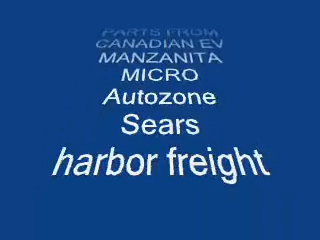 PARTS FROM
CANADIAN EV
MANZANITA
MICRO
Autozone
Sears
harbor freight